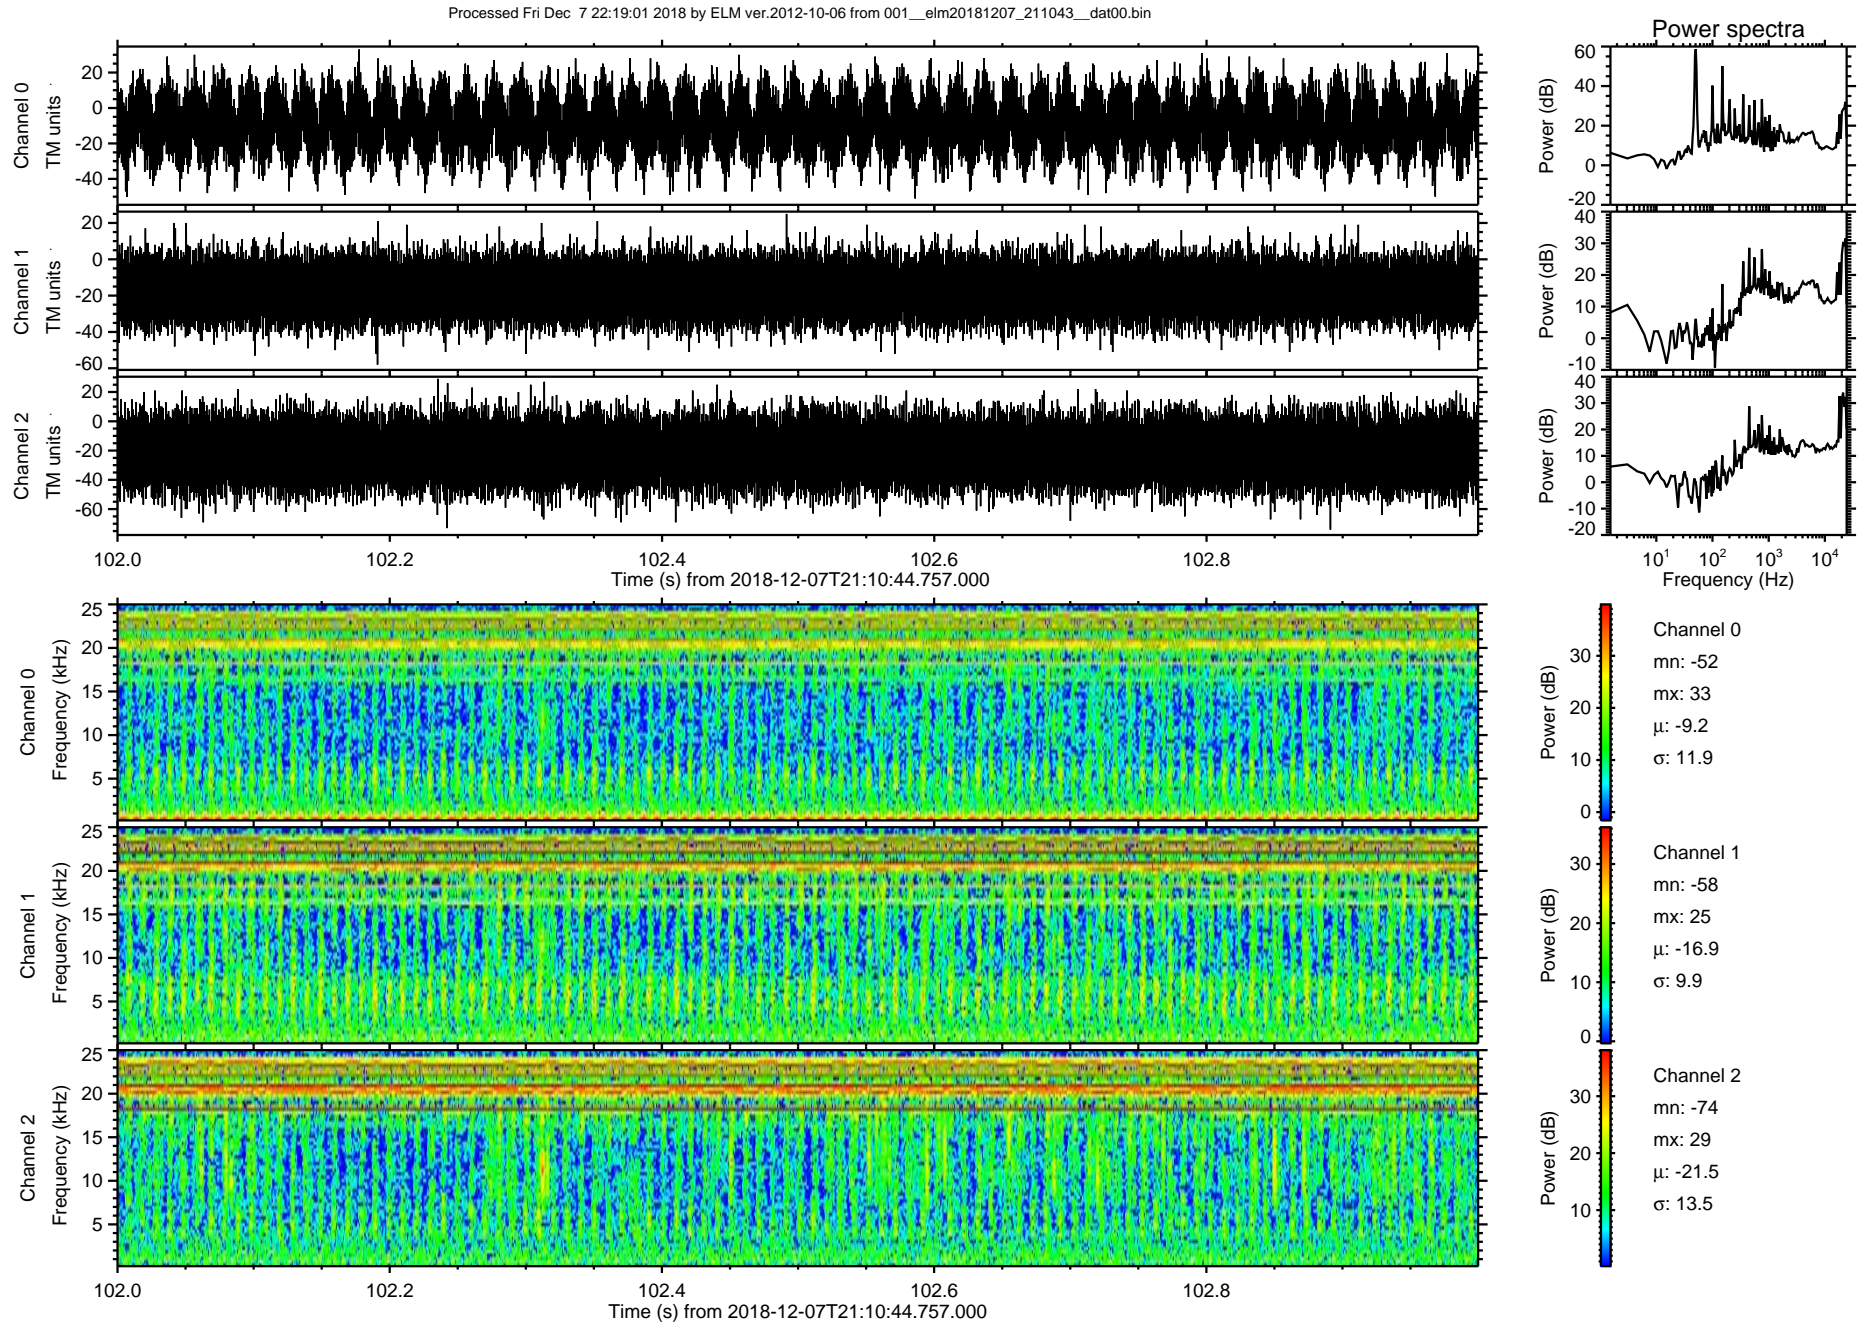 Processed Fri Dec  7 22:19:01 2018 by ELM ver.2012-10-06 from 001__elm20181207_211043__dat00.bin
Power spectra
Channel 0
TM units
20
0
-20
-40
Power (dB)
60
40
20
0
-20
Channel 1
TM units
20
0
-20
-40
-60
Power (dB)
40
30
20
10
0
-10
Channel 2
TM units
20
0
-20
-40
-60
Power (dB)
40
30
20
10
0
-10
-20
102.0 102.2 102.4 102.6 102.8
Time (s) from 2018-12-07T21:10:44.757.000
10^1 10^2 10^3 10^4
Frequency (Hz)
Channel 0
Frequency (kHz)
25
20
15
10
5
Power (dB)
30
20
10
0
Channel 0
mn: -52
mx: 33
μ: -9.2
σ: 11.9
Channel 1
Frequency (kHz)
25
20
15
10
5
Power (dB)
30
20
10
0
Channel 1
mn: -58
mx: 25
μ: -16.9
σ: 9.9
Channel 2
Frequency (kHz)
25
20
15
10
5
Power (dB)
30
20
10
Channel 2
mn: -74
mx: 29
μ: -21.5
σ: 13.5
102.0 102.2 102.4 102.6 102.8
Time (s) from 2018-12-07T21:10:44.757.000